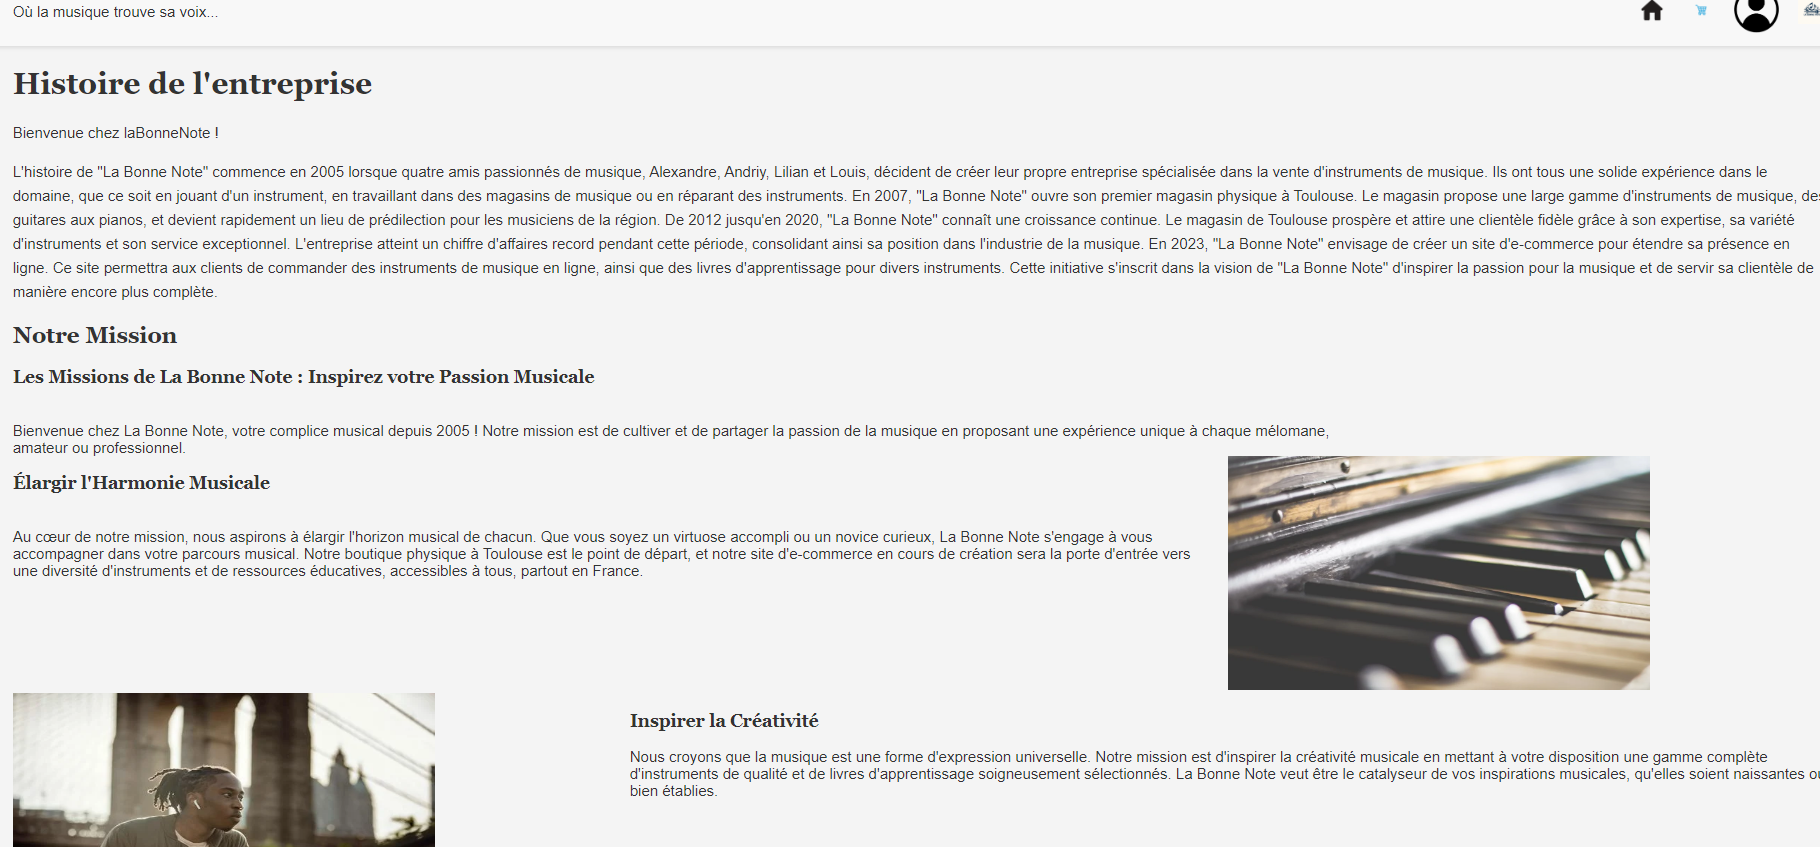 Où la musique trouve sa voix...
Histoire de l'entreprise
Bienvenue chez laBonneNote !
L'histoire de "La Bonne Note" commence en 2005 lorsque quatre amis passionnés de musique, Alexandre, Andriy, Lilian et Louis, décident de créer leur propre entreprise spécialisée dans la vente d'instruments de musique. Ils ont tous une solide expérience dans le
domaine, que ce soit en jouant d'un instrument, en travaillant dans des magasins de musique ou en réparant des instruments. En 2007, "La Bonne Note" ouvre son premier magasin physique à Toulouse. Le magasin propose une large gamme d'instruments de musique, des
guitares aux pianos, et devient rapidement un lieu de prédilection pour les musiciens de la région. De 2012 jusqu'en 2020, "La Bonne Note" connaît une croissance continue. Le magasin de Toulouse prospère et attire une clientèle fidèle grâce à son expertise, sa variété
d'instruments et son service exceptionnel. L'entreprise atteint un chiffre d'affaires record pendant cette période, consolidant ainsi sa position dans l'industrie de la musique. En 2023, "La Bonne Note" envisage de créer un site d'e-commerce pour étendre sa présence en
ligne. Ce site permettra aux clients de commander des instruments de musique en ligne, ainsi que des livres d'apprentissage pour divers instruments. Cette initiative s'inscrit dans la vision de "La Bonne Note" d'inspirer la passion pour la musique et de servir sa clientèle de
manière encore plus complète.
Notre Mission
Les Missions de La Bonne Note : Inspirez votre Passion Musicale
Bienvenue chez La Bonne Note, votre complice musical depuis 2005 ! Notre mission est de cultiver et de partager la passion de la musique en proposant une expérience unique à chaque mélomane,
amateur ou professionnel.
Élargir l'Harmonie Musicale
Au cœur de notre mission, nous aspirons à élargir l'horizon musical de chacun. Que vous soyez un virtuose accompli ou un novice curieux, La Bonne Note s'engage à vous
accompagner dans votre parcours musical. Notre boutique physique à Toulouse est le point de départ, et notre site d'e-commerce en cours de création sera la porte d'entrée vers
une diversité d'instruments et de ressources éducatives, accessibles à tous, partout en France.
Inspirer la Créativité
Nous croyons que la musique est une forme d'expression universelle. Notre mission est d'inspirer la créativité musicale en mettant à votre disposition une gamme complète
d'instruments de qualité et de livres d'apprentissage soigneusement sélectionnés. La Bonne Note veut être le catalyseur de vos inspirations musicales, qu'elles soient naissantes ou
bien établies.